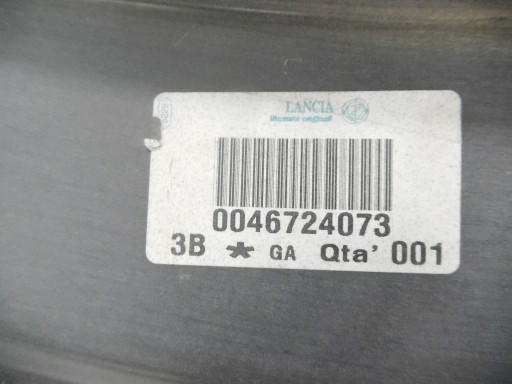 LANCIA
Ricambi originali
0046724073
3B * GA Qta' 001